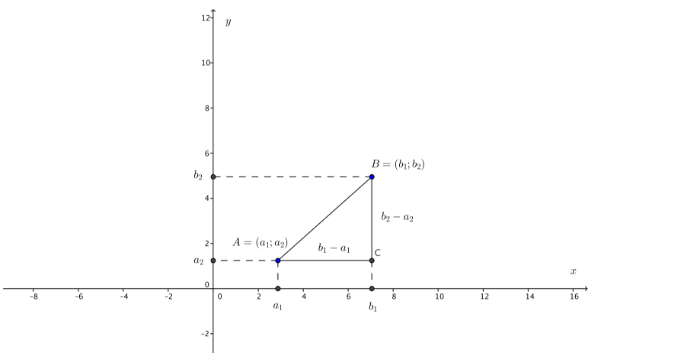 12
y
10
8
6
B = (b₁; b₂)
b₂
4
b₂ − a₂
2
A = (a₁; a₂)
b₁ − a₁
C
a₂
x
0
-8 -6 -4 -2 0 2 4 6 8 10 12 14 16
a₁ b₁
-2